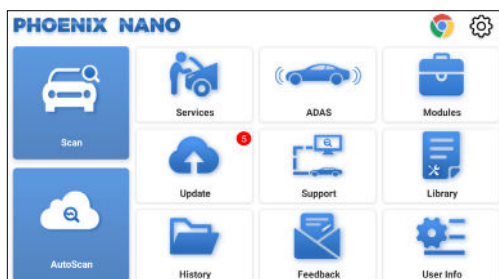 PHOENIX NANO
Scan
Services
ADAS
Modules
5
Update
Support
Library
AutoScan
History
Feedback
User Info